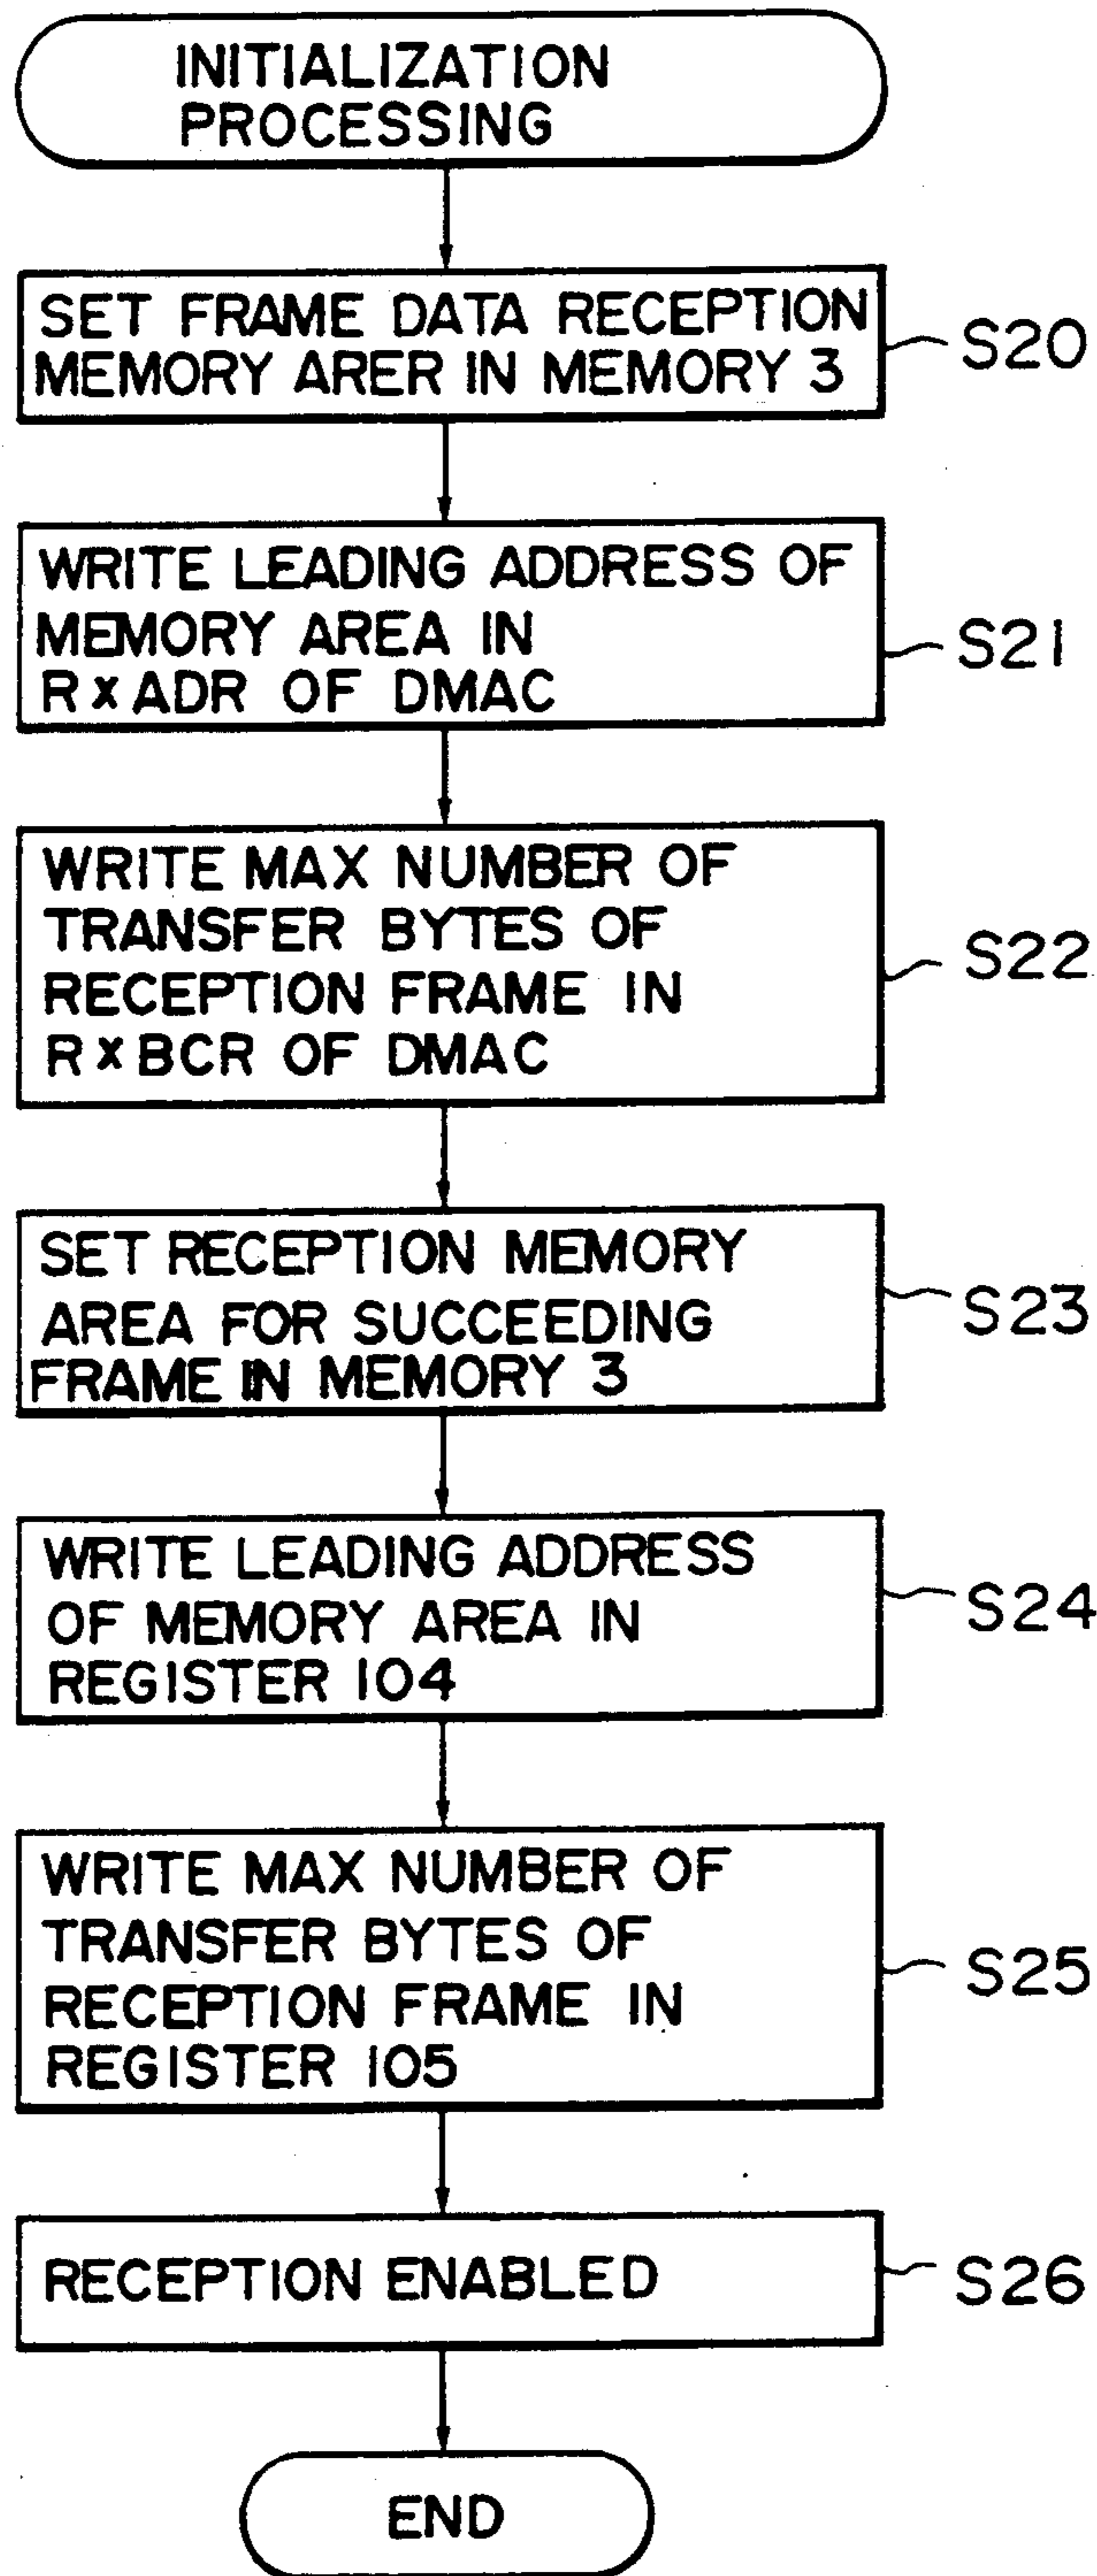 INITIALIZATION
PROCESSING
SET FRAME DATA RECEPTION
MEMORY ARER IN MEMORY 3
S20
WRITE LEADING ADDRESS OF
MEMORY AREA IN
R×ADR OF DMAC
S21
WRITE MAX NUMBER OF
TRANSFER BYTES OF
RECEPTION FRAME IN
R×BCR OF DMAC
S22
SET RECEPTION MEMORY
AREA FOR SUCCEEDING
FRAME IN MEMORY 3
S23
WRITE LEADING ADDRESS
OF MEMORY AREA IN
REGISTER 104
S24
WRITE MAX NUMBER OF
TRANSFER BYTES OF
RECEPTION FRAME IN
REGISTER 105
S25
RECEPTION ENABLED
S26
END